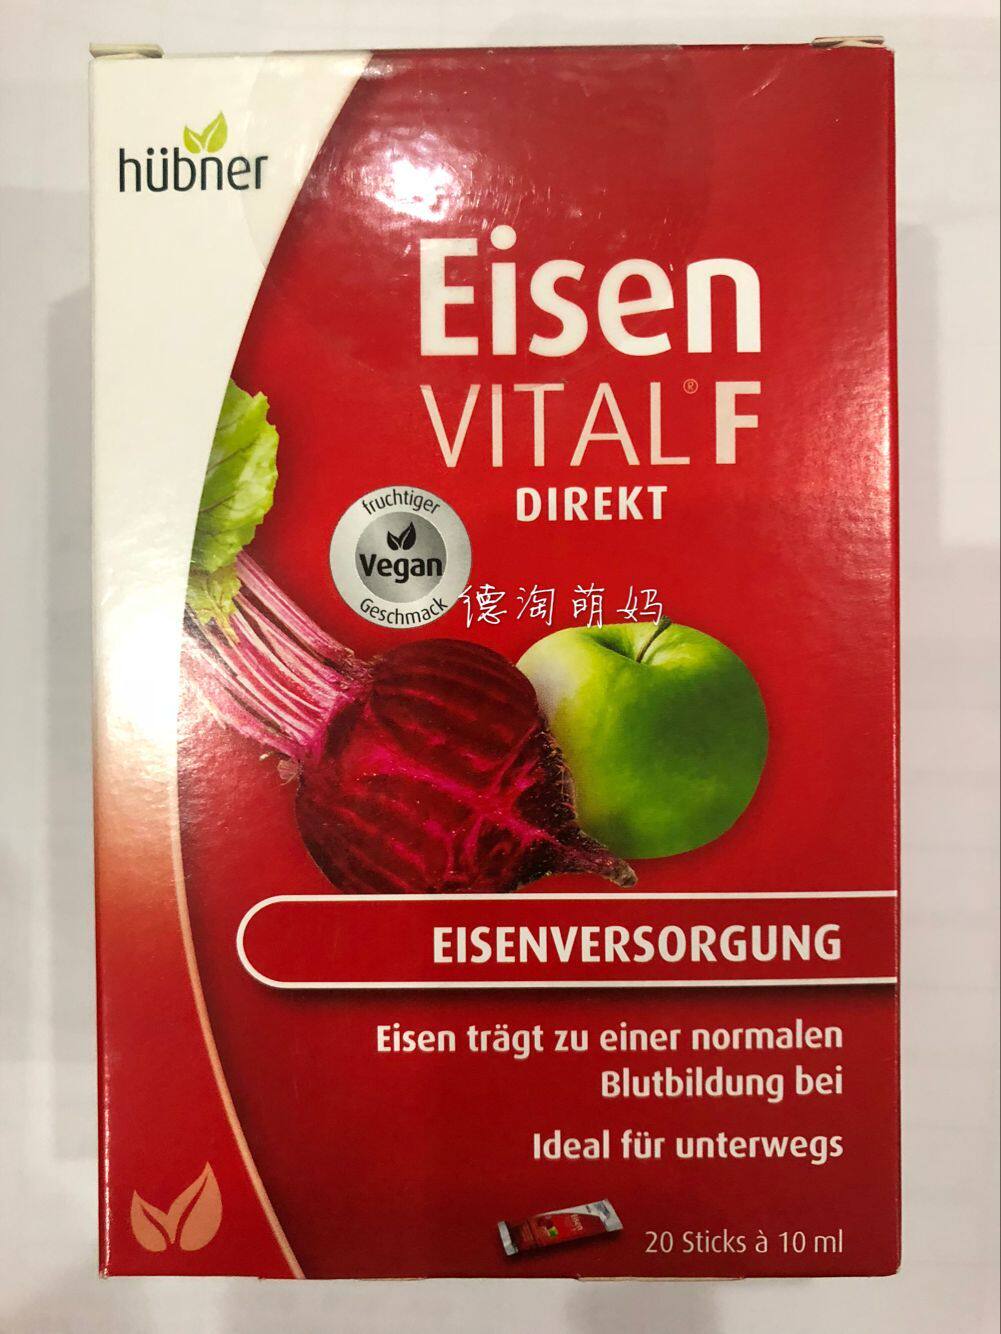 hübner
Eisen
VITAL® F
DIREKT
fruchtiger
Vegan
Geschmack
德淘萌妈
EISENVERSORGUNG
Eisen trägt zu einer normalen
Blutbildung bei
Ideal für unterwegs
Eisen
20 Sticks à 10 ml